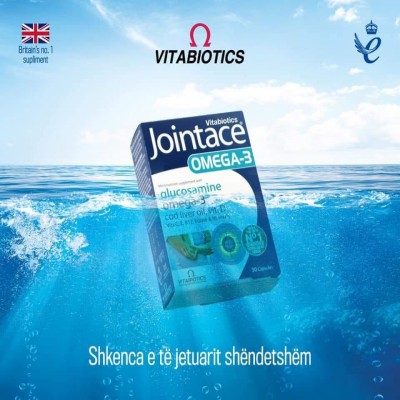 Britain's no. 1
supliment
VITABIOTICS
Vitabiotics®
Jointace®
OMEGA-3
glucosamine
omega-3
cod liver oil, vit. D,
VITABIOTICS
Shkenca e të jetuarit shëndetshëm